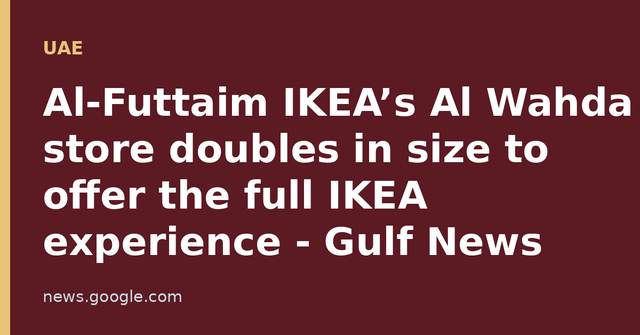 UAE
Al-Futtaim IKEA’s Al Wahda
store doubles in size to
offer the full IKEA
experience - Gulf News
news.google.com